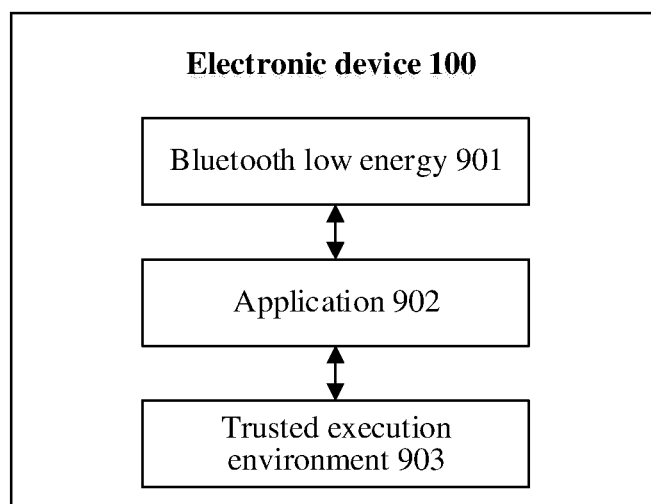 Electronic device 100
Bluetooth low energy 901
Application 902
Trusted execution
environment 903